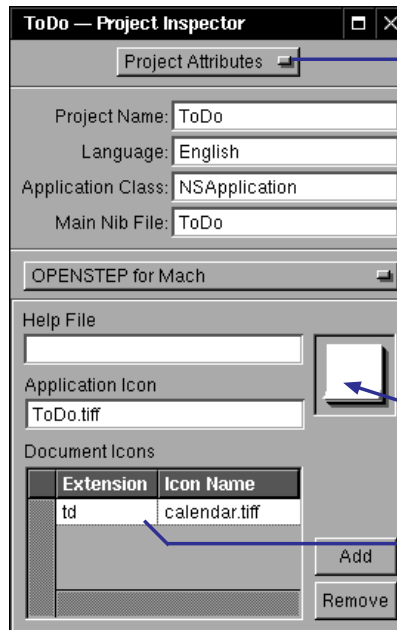 ToDo — Project Inspector
Project Attributes
Project Name: ToDo
Language: English
Application Class: NSApplication
Main Nib File: ToDo
OPENSTEP for Mach
Help File
Application Icon
ToDo.tiff
Document Icons
Extension Icon Name
td calendar.tiff
Add
Remove